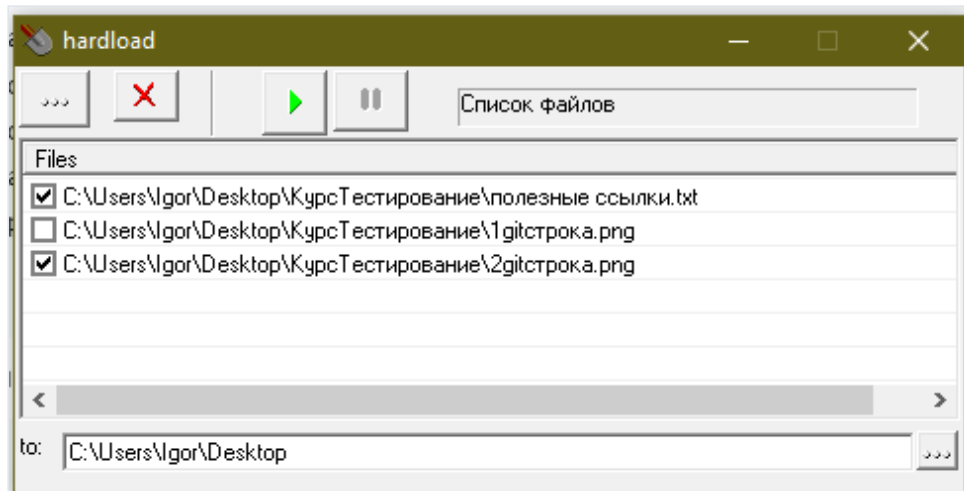 hardload
...
Список файлов
Files
C:\Users\Igor\Desktop\КурсТестирование\полезные ссылки.txt
C:\Users\Igor\Desktop\КурсТестирование\1gitстрока.png
C:\Users\Igor\Desktop\КурсТестирование\2gitстрока.png
to: C:\Users\Igor\Desktop ...